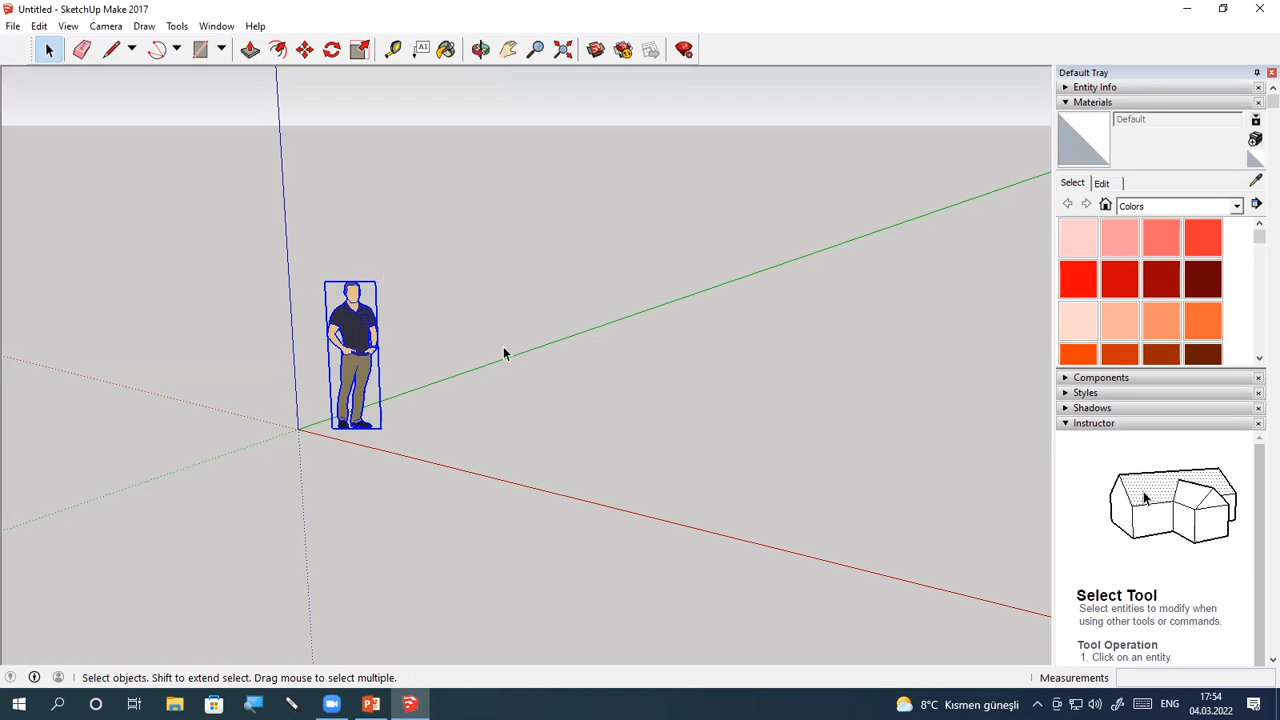 Untitled - SketchUp Make 2017
File Edit View Camera Draw Tools Window Help
A1
Default Tray
Entity Info
Materials
Default
Select Edit
Colors
Components
Styles
Shadows
Instructor
Select Tool
Select entities to modify when
using other tools or commands.
Tool Operation
1. Click on an entity.
Select objects. Shift to extend select. Drag mouse to select multiple.
Measurements
8°C Kısmen güneşli
ENG
17:54
04.03.2022